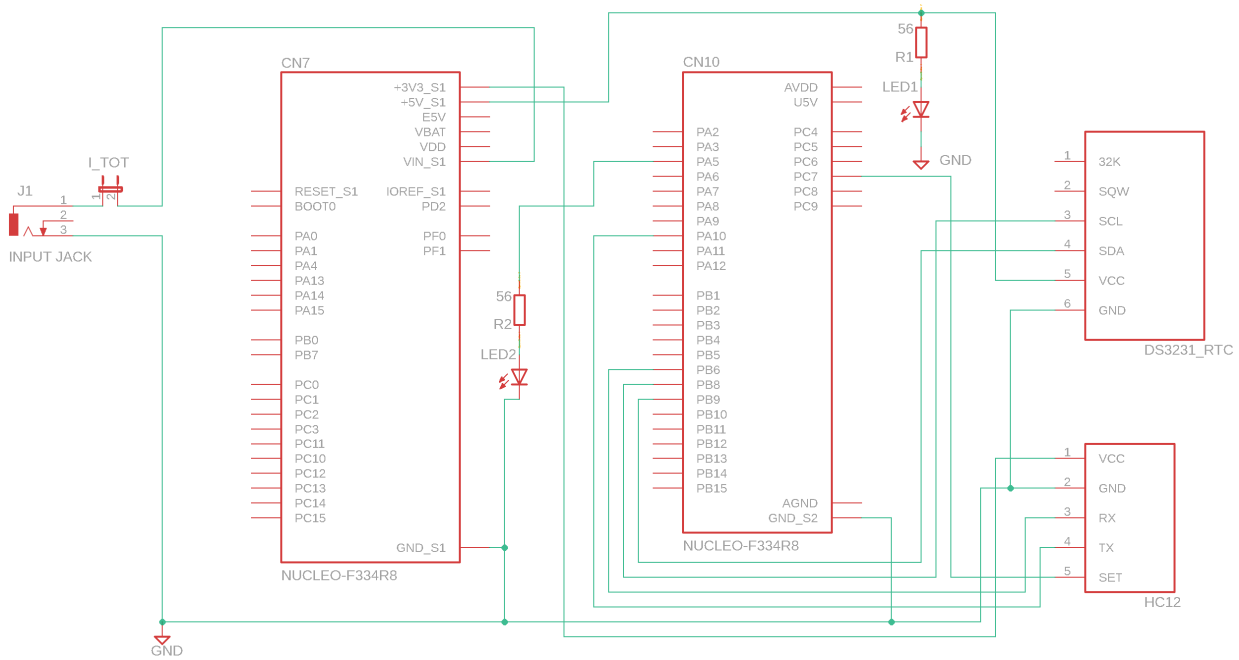 CN7
+3V3_S1
+5V_S1
E5V
VBAT
VDD
VIN_S1
RESET_S1
IOREF_S1
BOOT0
PD2
PA0
PF0
PA1
PF1
PA4
PA13
PA14
PA15
PB0
PB7
PC0
PC1
PC2
PC3
PC11
PC10
PC12
PC13
PC14
PC15
GND_S1
NUCLEO-F334R8
I_TOT
1
2
J1
1
2
3
INPUT JACK
GND
56
R2
LED2
CN10
AVDD
U5V
PA2
PC4
PA3
PC5
PA5
PC6
PA6
PC7
PA7
PC8
PA8
PC9
PA9
PA10
PA11
PA12
PB1
PB2
PB3
PB4
PB5
PB6
PB8
PB9
PB10
PB11
PB12
PB13
PB14
PB15
AGND
GND_S2
NUCLEO-F334R8
56
R1
LED1
GND
1 32K
2 SQW
3 SCL
4 SDA
5 VCC
6 GND
DS3231_RTC
1 VCC
2 GND
3 RX
4 TX
5 SET
HC12